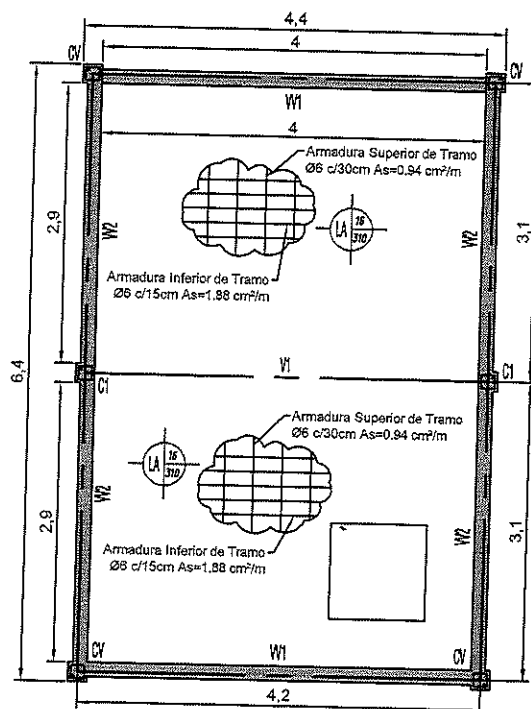 4,4
CV
4
CV
W1
4
Armadura Superior de Tramo
Ø6 c/30cm As=0.94 cm²/m
2,9
W2
LA 16 310
W2
3,1
Armadura Inferior de Tramo
Ø6 c/15cm As=1.88 cm²/m
6,4
V1
C1
C1
Armadura Superior de Tramo
Ø6 c/30cm As=0.94 cm²/m
LA 16 310
2,9
W2
W2
3,1
Armadura Inferior de Tramo
Ø6 c/15cm As=1.88 cm²/m
CV
W1
CV
4,2